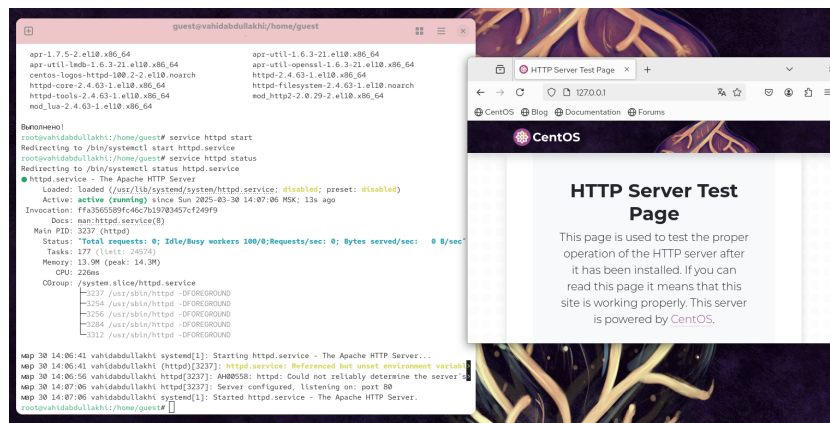 guest@vahidabdullakhi:/home/guest
apr-1.7.5-2.el10.x86_64 apr-util-1.6.3-21.el10.x86_64
apr-util-lmdb-1.6.3-21.el10.x86_64 apr-util-openssl-1.6.3-21.el10.x86_64
centos-logos-httpd-100.2-2.el10.noarch httpd-2.4.63-1.el10.x86_64
httpd-core-2.4.63-1.el10.x86_64 httpd-filesystem-2.4.63-1.el10.noarch
httpd-tools-2.4.63-1.el10.x86_64 mod_http2-2.0.29-2.el10.x86_64
mod_lua-2.4.63-1.el10.x86_64
Выполнено!
root@vahidabdullakhi:/home/guest# service httpd start
Redirecting to /bin/systemctl start httpd.service
root@vahidabdullakhi:/home/guest# service httpd status
Redirecting to /bin/systemctl status httpd.service
● httpd.service - The Apache HTTP Server
Loaded: loaded (/usr/lib/systemd/system/httpd.service; disabled; preset: disabled)
Active: active (running) since Sun 2025-03-30 14:07:06 MSK; 13s ago
Invocation: ffa3565589fc46c7b19703457cf249f9
Docs: man:httpd.service(8)
Main PID: 3237 (httpd)
Status: "Total requests: 0; Idle/Busy workers 100/0;Requests/sec: 0; Bytes served/sec: 0 B/sec"
Tasks: 177 (limit: 24574)
Memory: 13.9M (peak: 14.3M)
CPU: 226ms
CGroup: /system.slice/httpd.service
├─3237 /usr/sbin/httpd -DFOREGROUND
├─3254 /usr/sbin/httpd -DFOREGROUND
├─3256 /usr/sbin/httpd -DFOREGROUND
├─3284 /usr/sbin/httpd -DFOREGROUND
└─3312 /usr/sbin/httpd -DFOREGROUND
мар 30 14:06:41 vahidabdullakhi systemd[1]: Starting httpd.service - The Apache HTTP Server...
мар 30 14:06:41 vahidabdullakhi (httpd)[3237]: httpd.service: Referenced but unset environment variabl>
мар 30 14:06:56 vahidabdullakhi httpd[3237]: AH00558: httpd: Could not reliably determine the server's>
мар 30 14:07:06 vahidabdullakhi httpd[3237]: Server configured, listening on: port 80
мар 30 14:07:06 vahidabdullakhi systemd[1]: Started httpd.service - The Apache HTTP Server.
root@vahidabdullakhi:/home/guest#
HTTP Server Test Page
127.0.0.1
CentOS Blog Documentation Forums
CentOS
HTTP Server Test
Page
This page is used to test the proper
operation of the HTTP server after
it has been installed. If you can
read this page it means that this
site is working properly. This server
is powered by CentOS.